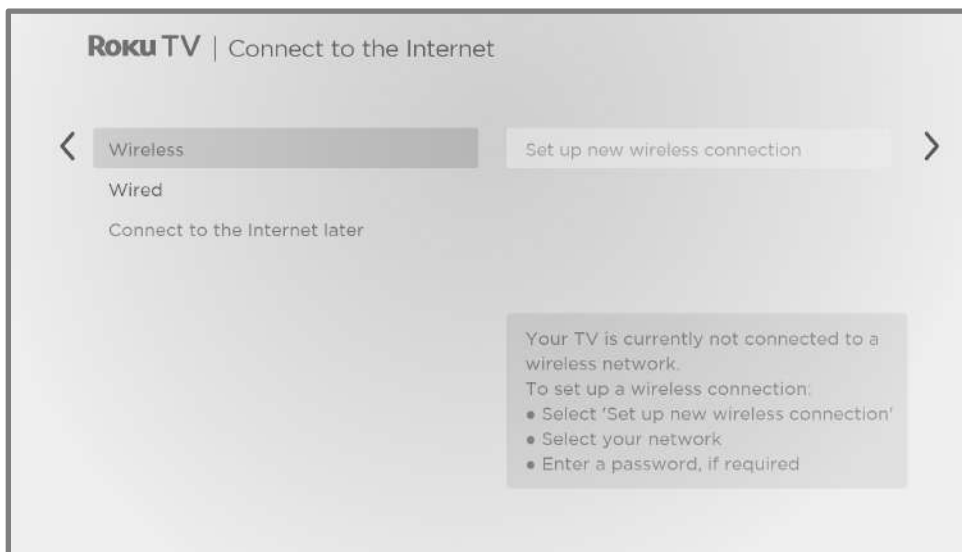 Roku TV | Connect to the Internet
Wireless
Set up new wireless connection
Wired
Connect to the Internet later
Your TV is currently not connected to a
wireless network.
To set up a wireless connection:
• Select 'Set up new wireless connection'
• Select your network
• Enter a password, if required